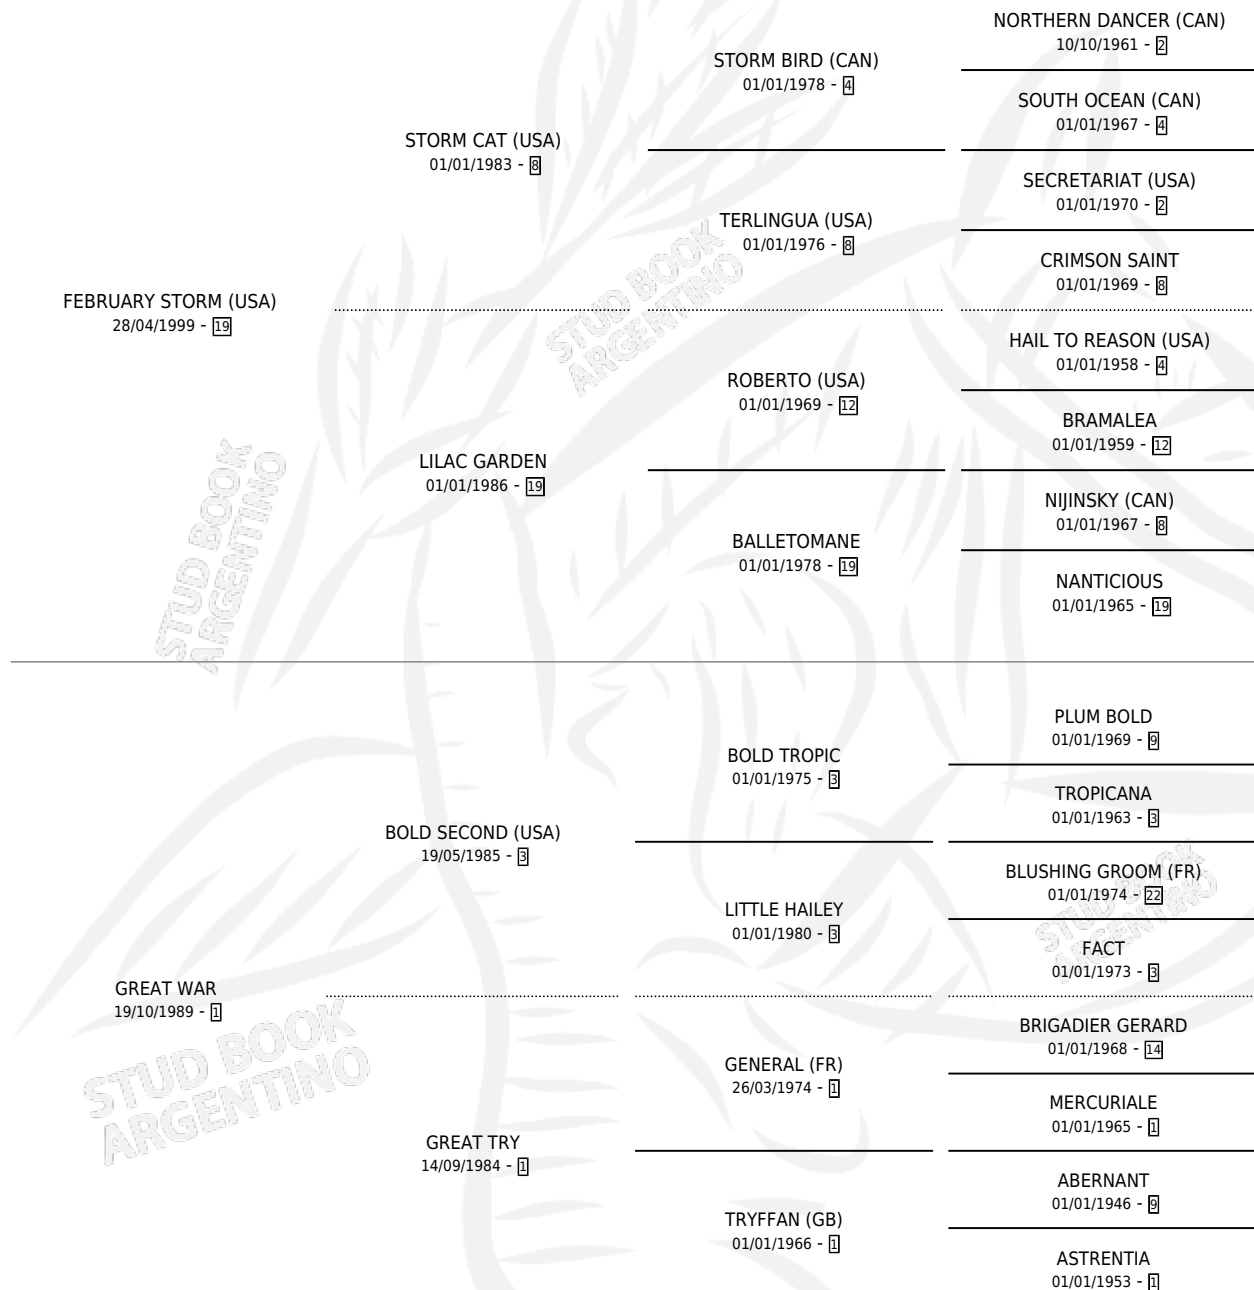 NORTHERN DANCER (CAN)
10/10/1961 - 2
STORM BIRD (CAN)
01/01/1978 - 4
SOUTH OCEAN (CAN)
01/01/1967 - 4
STORM CAT (USA)
01/01/1983 - 8
SECRETARIAT (USA)
01/01/1970 - 2
TERLINGUA (USA)
01/01/1976 - 8
CRIMSON SAINT
01/01/1969 - 8
FEBRUARY STORM (USA)
28/04/1999 - 19
HAIL TO REASON (USA)
01/01/1958 - 4
ROBERTO (USA)
01/01/1969 - 12
BRAMALEA
01/01/1959 - 12
LILAC GARDEN
01/01/1986 - 19
NIJINSKY (CAN)
01/01/1967 - 8
BALLETOMANE
01/01/1978 - 19
NANTICIOUS
01/01/1965 - 19
PLUM BOLD
01/01/1969 - 9
BOLD TROPIC
01/01/1975 - 3
TROPICANA
01/01/1963 - 3
BOLD SECOND (USA)
19/05/1985 - 3
BLUSHING GROOM (FR)
01/01/1974 - 22
LITTLE HAILEY
01/01/1980 - 3
FACT
01/01/1973 - 3
GREAT WAR
19/10/1989 - 1
BRIGADIER GERARD
01/01/1968 - 14
GENERAL (FR)
26/03/1974 - 1
MERCURIALE
01/01/1965 - 1
GREAT TRY
14/09/1984 - 1
ABERNANT
01/01/1946 - 9
TRYFFAN (GB)
01/01/1966 - 1
ASTRENTIA
01/01/1953 - 1
STUD BOOK
ARGENTINO
STUD BOOK
ARGENTINO
STUD BOOK
ARGENTINO
STUD BOOK
ARGENTINO